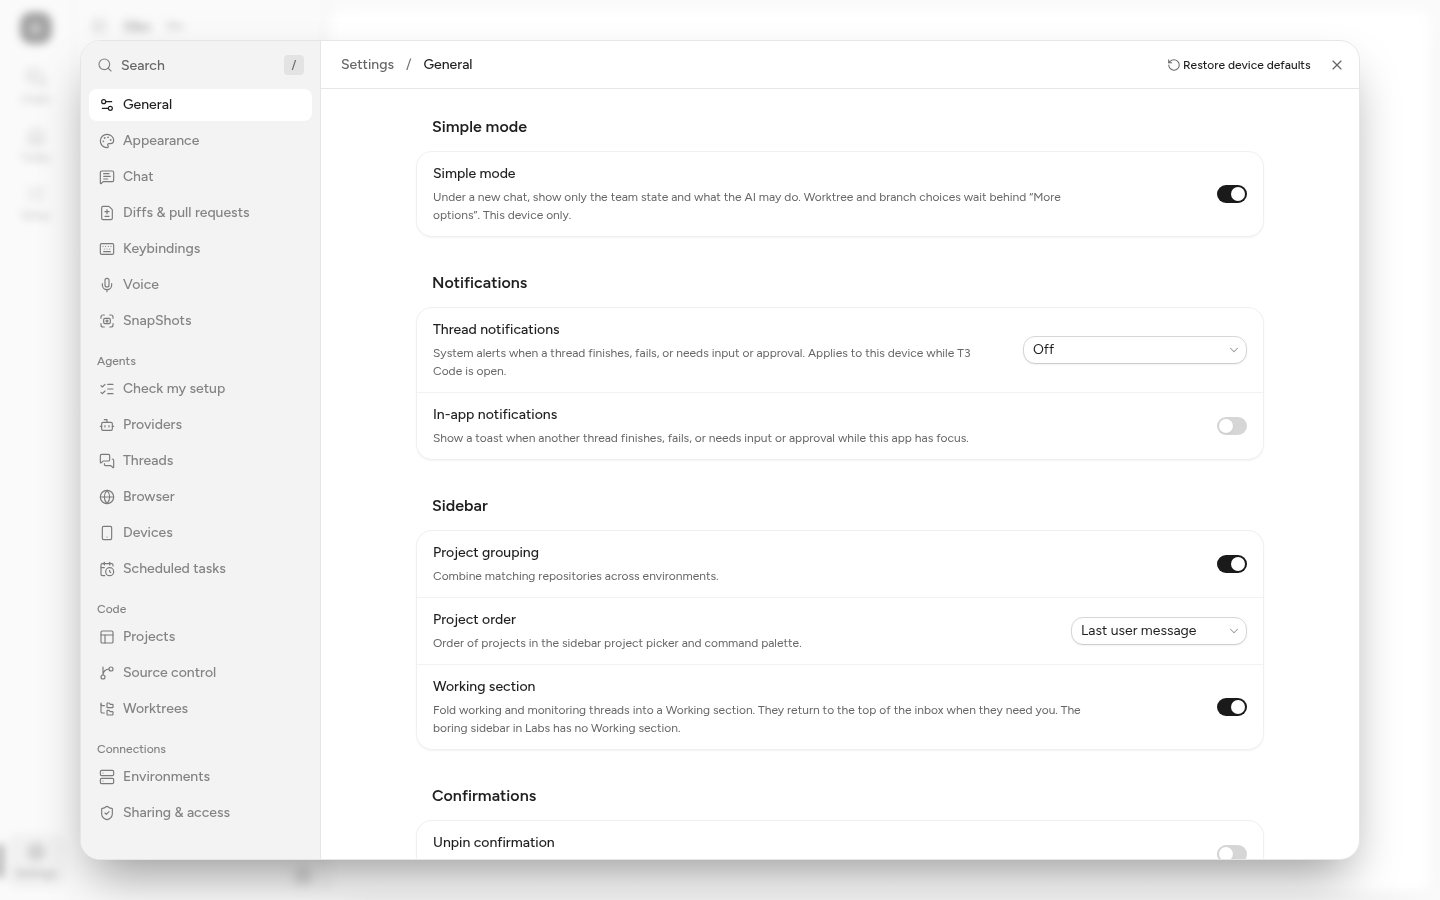 Search
/
General
Appearance
Chat
Diffs & pull requests
Keybindings
Voice
SnapShots
Agents
Check my setup
Providers
Threads
Browser
Devices
Scheduled tasks
Code
Projects
Source control
Worktrees
Connections
Environments
Sharing & access
Settings / General
Restore device defaults
Simple mode
Simple mode
Under a new chat, show only the team state and what the AI may do. Worktree and branch choices wait behind “More
options”. This device only.
Notifications
Thread notifications
System alerts when a thread finishes, fails, or needs input or approval. Applies to this device while T3
Code is open.
Off
In-app notifications
Show a toast when another thread finishes, fails, or needs input or approval while this app has focus.
Sidebar
Project grouping
Combine matching repositories across environments.
Project order
Order of projects in the sidebar project picker and command palette.
Last user message
Working section
Fold working and monitoring threads into a Working section. They return to the top of the inbox when they need you. The
boring sidebar in Labs has no Working section.
Confirmations
Unpin confirmation